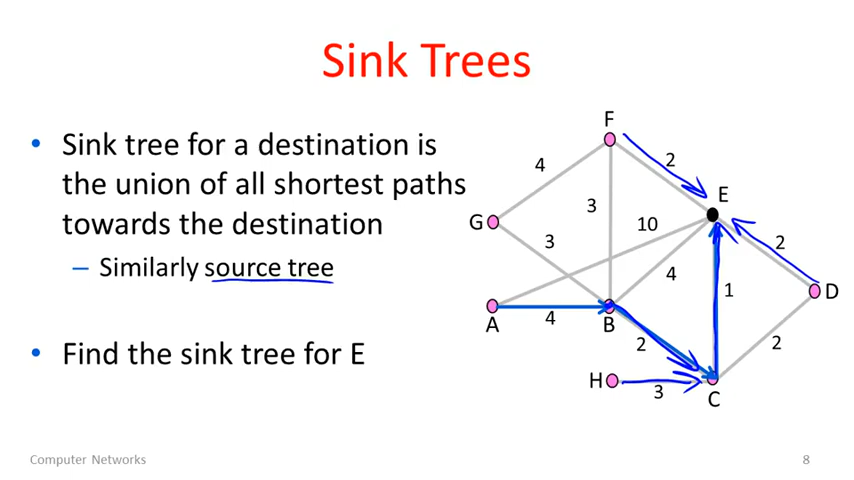 Sink Trees
• Sink tree for a destination is
the union of all shortest paths
towards the destination
– Similarly source tree
• Find the sink tree for E
F
4
2
E
3
G
10
3
2
4
1
D
A
4
B
2
2
H
3
C
Computer Networks
8